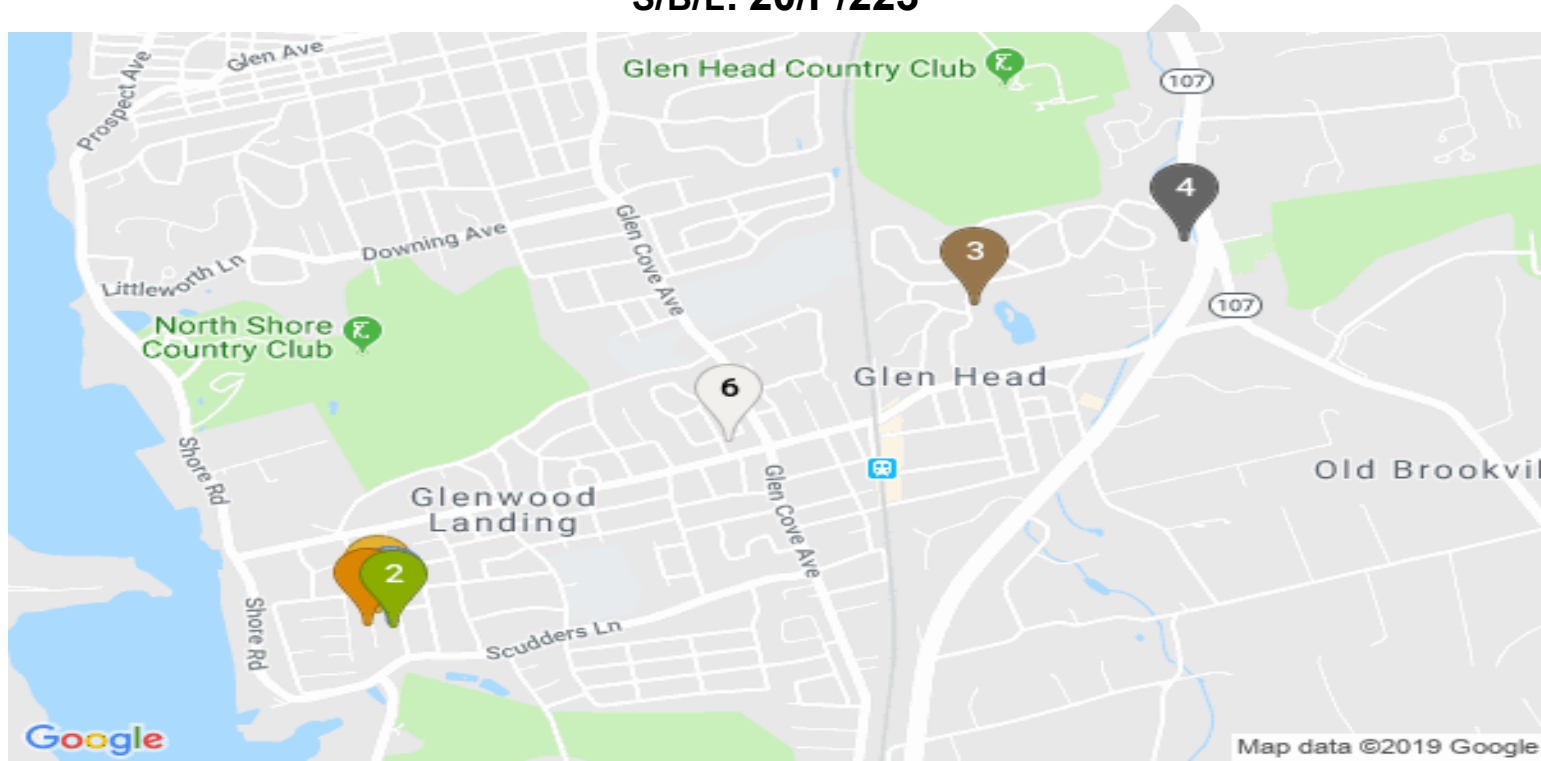 Glen Ave
Prospect Ave
Glen Head Country Club
107
4
Glen Cove Ave
Downing Ave
3
Littleworth Ln
107
North Shore
Country Club
6
Glen Head
Shore Rd
Old Brookvil
Glenwood
Landing
Glen Cove Ave
2
Shore Rd
Scudders Ln
Google
Map data ©2019 Google